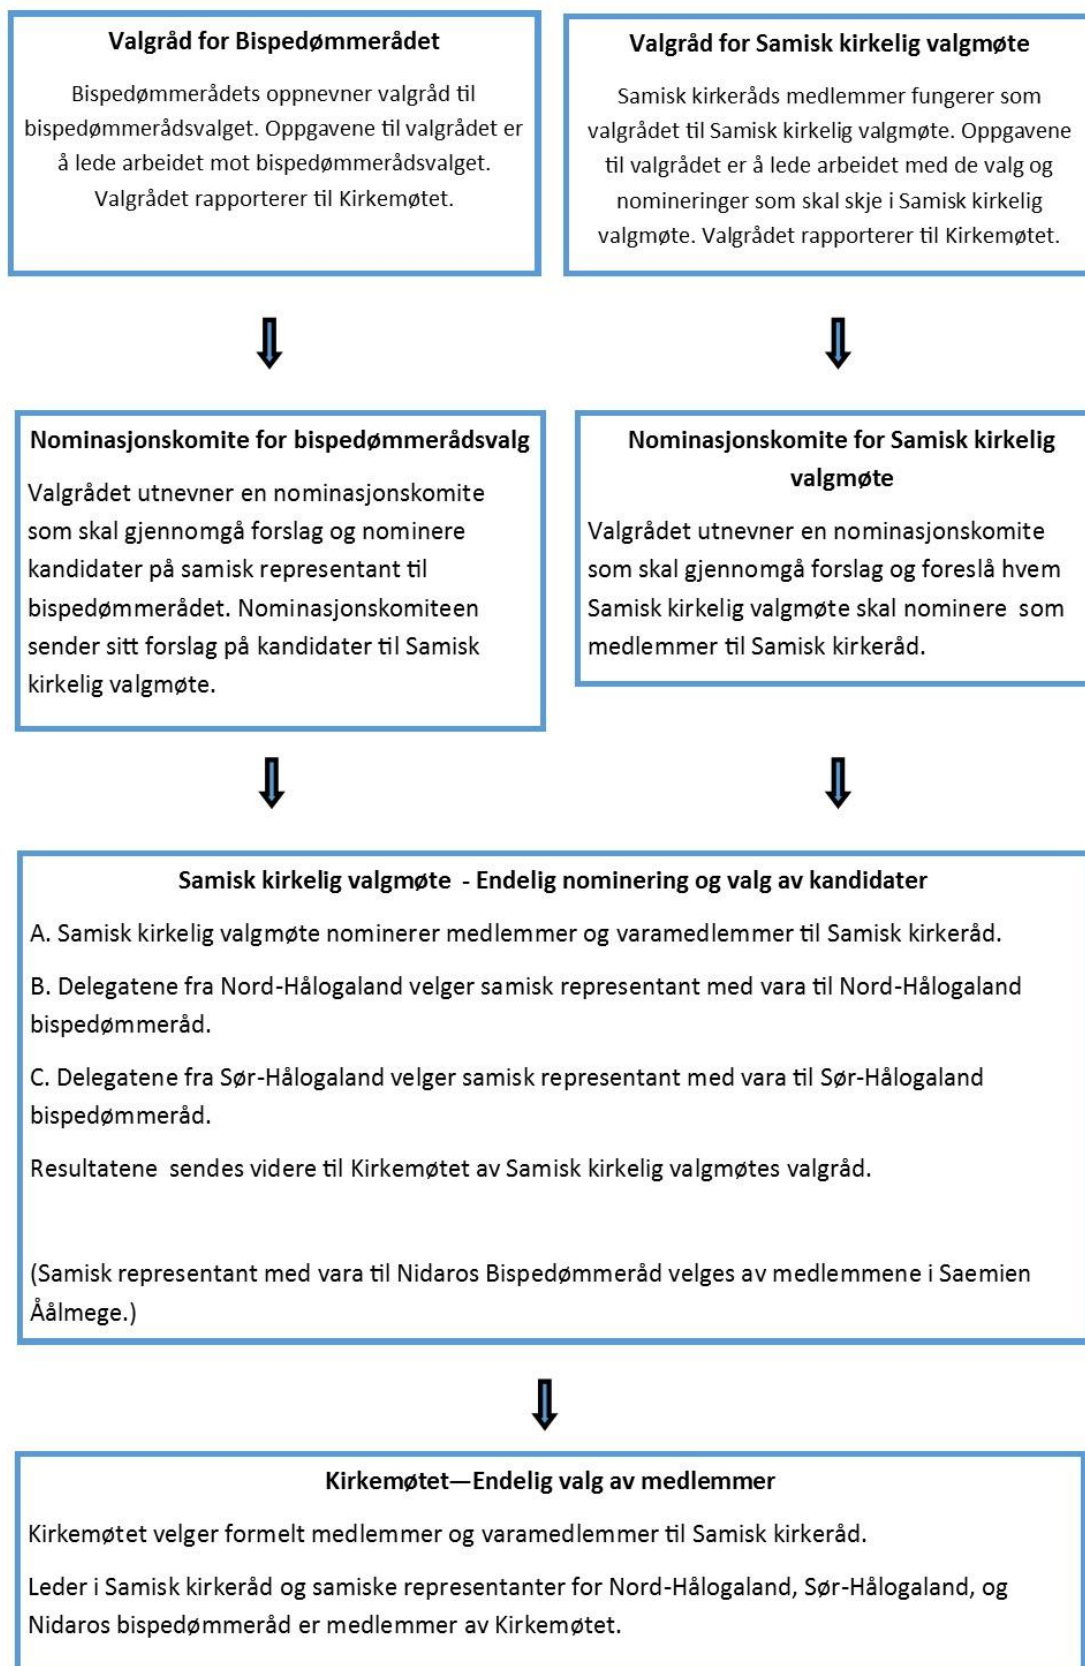 Valgråd for Bispedømmerådet
Bispedømmerådets oppnevner valgråd til
bispedømmerådsvalget. Oppgavene til valgrådet er
å lede arbeidet mot bispedømmerådsvalget.
Valgrådet rapporterer til Kirkemøtet.
Valgråd for Samisk kirkelig valgmøte
Samisk kirkeråds medlemmer fungerer som
valgrådet til Samisk kirkelig valgmøte. Oppgavene
til valgrådet er å lede arbeidet med de valg og
nomineringer som skal skje i Samisk kirkelig
valgmøte. Valgrådet rapporterer til Kirkemøtet.
Nominasjonskomite for bispedømmerådsvalg
Valgrådet utnevner en nominasjonskomite
som skal gjennomgå forslag og nominere
kandidater på samisk representant til
bispedømmerådet. Nominasjonskomiteen
sender sitt forslag på kandidater til Samisk
kirkelig valgmøte.
Nominasjonskomite for Samisk kirkelig
valgmøte
Valgrådet utnevner en nominasjonskomite
som skal gjennomgå forslag og foreslå hvem
Samisk kirkelig valgmøte skal nominere  som
medlemmer til Samisk kirkeråd.
Samisk kirkelig valgmøte  - Endelig nominering og valg av kandidater
A. Samisk kirkelig valgmøte nominerer medlemmer og varamedlemmer til Samisk kirkeråd.
B. Delegatene fra Nord-Hålogaland velger samisk representant med vara til Nord-Hålogaland
bispedømmeråd.
C. Delegatene fra Sør-Hålogaland velger samisk representant med vara til Sør-Hålogaland
bispedømmeråd.
Resultatene  sendes videre til Kirkemøtet av Samisk kirkelig valgmøtes valgråd.
(Samisk representant med vara til Nidaros Bispedømmeråd velges av medlemmene i Saemien
Åålmege.)
Kirkemøtet—Endelig valg av medlemmer
Kirkemøtet velger formelt medlemmer og varamedlemmer til Samisk kirkeråd.
Leder i Samisk kirkeråd og samiske representanter for Nord-Hålogaland, Sør-Hålogaland, og
Nidaros bispedømmeråd er medlemmer av Kirkemøtet.